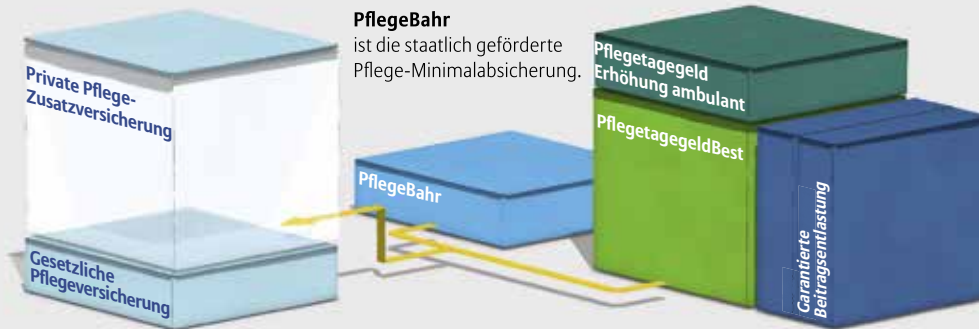 PflegeBahr
ist die staatlich geförderte
Pflege-Minimalabsicherung.
Private Pflege-
Zusatzversicherung
Gesetzliche
Pflegeversicherung
PflegeBahr
Pflegetagegeld
Erhöhung ambulant
PflegetagegeldBest
Garantierte
Beitragsentlastung